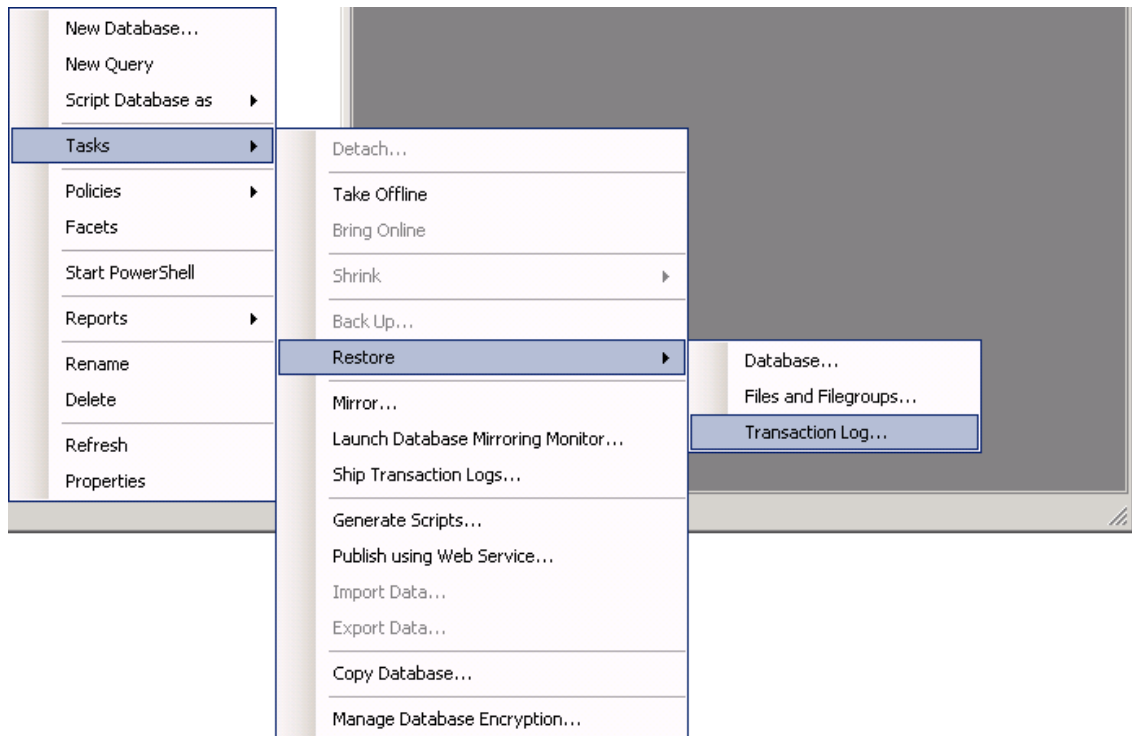 New Database...
New Query
Script Database as
Tasks
Policies
Facets
Start PowerShell
Reports
Rename
Delete
Refresh
Properties
Detach...
Take Offline
Bring Online
Shrink
Back Up...
Restore
Mirror...
Launch Database Mirroring Monitor...
Ship Transaction Logs...
Generate Scripts...
Publish using Web Service...
Import Data...
Export Data...
Copy Database...
Manage Database Encryption...
Database...
Files and Filegroups...
Transaction Log...